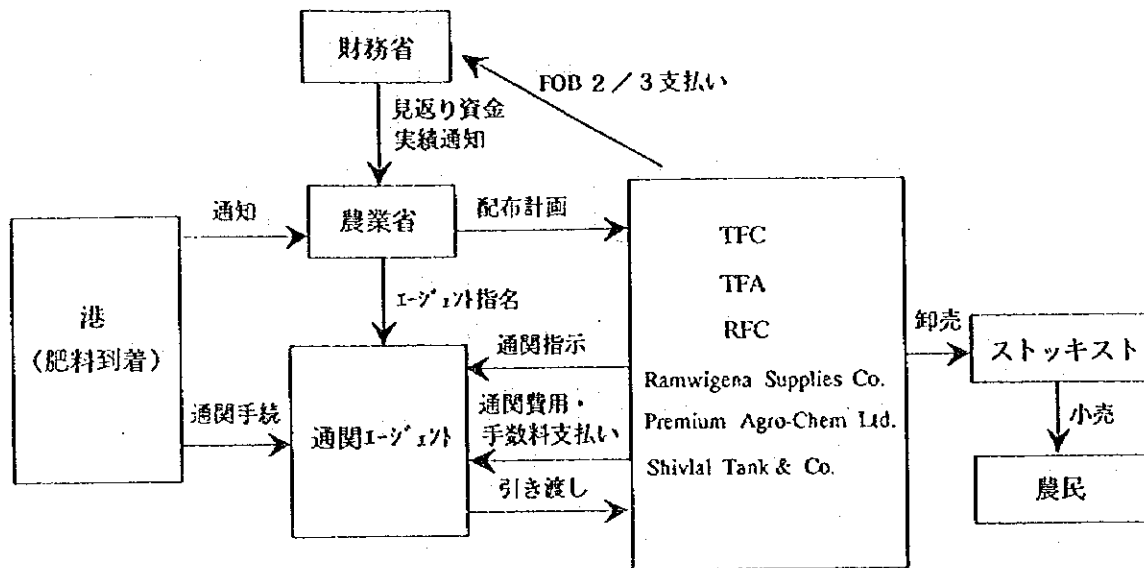 財務省
FOB 2／3支払い
見返り資金
実績通知
通知
農業省
配布計画
港
(肥料到着)
エージェント指名
通関手続
通関エージェント
通関指示
通関費用・
手数料支払い
引き渡し
TFC
TFA
RFC
Ramwigena Supplies Co.
Premium Agro-Chem Ltd.
Shivlal Tank & Co.
卸売
ストッキスト
小売
農民